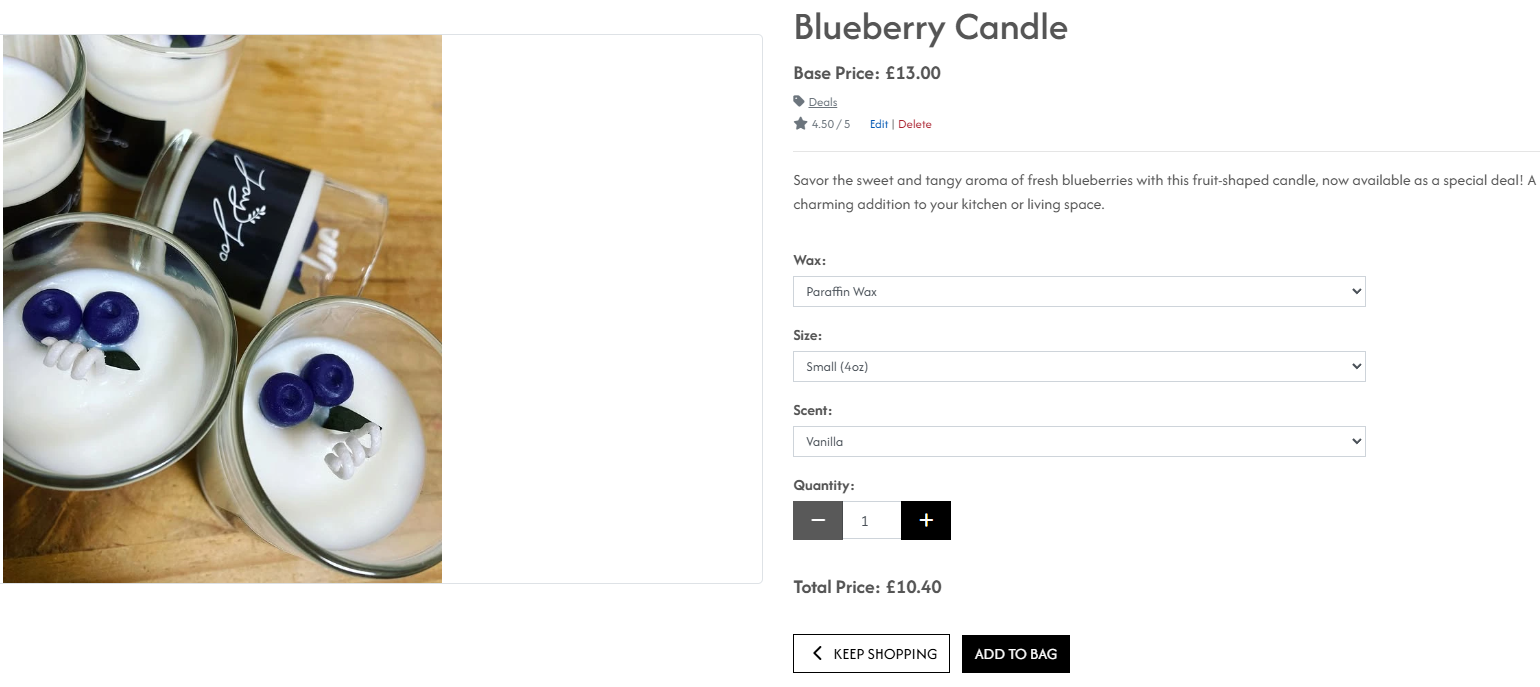 Blueberry Candle
Base Price: £13.00
Deals
4.50 / 5 Edit | Delete
Savor the sweet and tangy aroma of fresh blueberries with this fruit-shaped candle, now available as a special deal! A
charming addition to your kitchen or living space.
Wax:
Paraffin Wax
Size:
Small (4oz)
Scent:
Vanilla
Quantity:
1
Total Price: £10.40
KEEP SHOPPING
ADD TO BAG